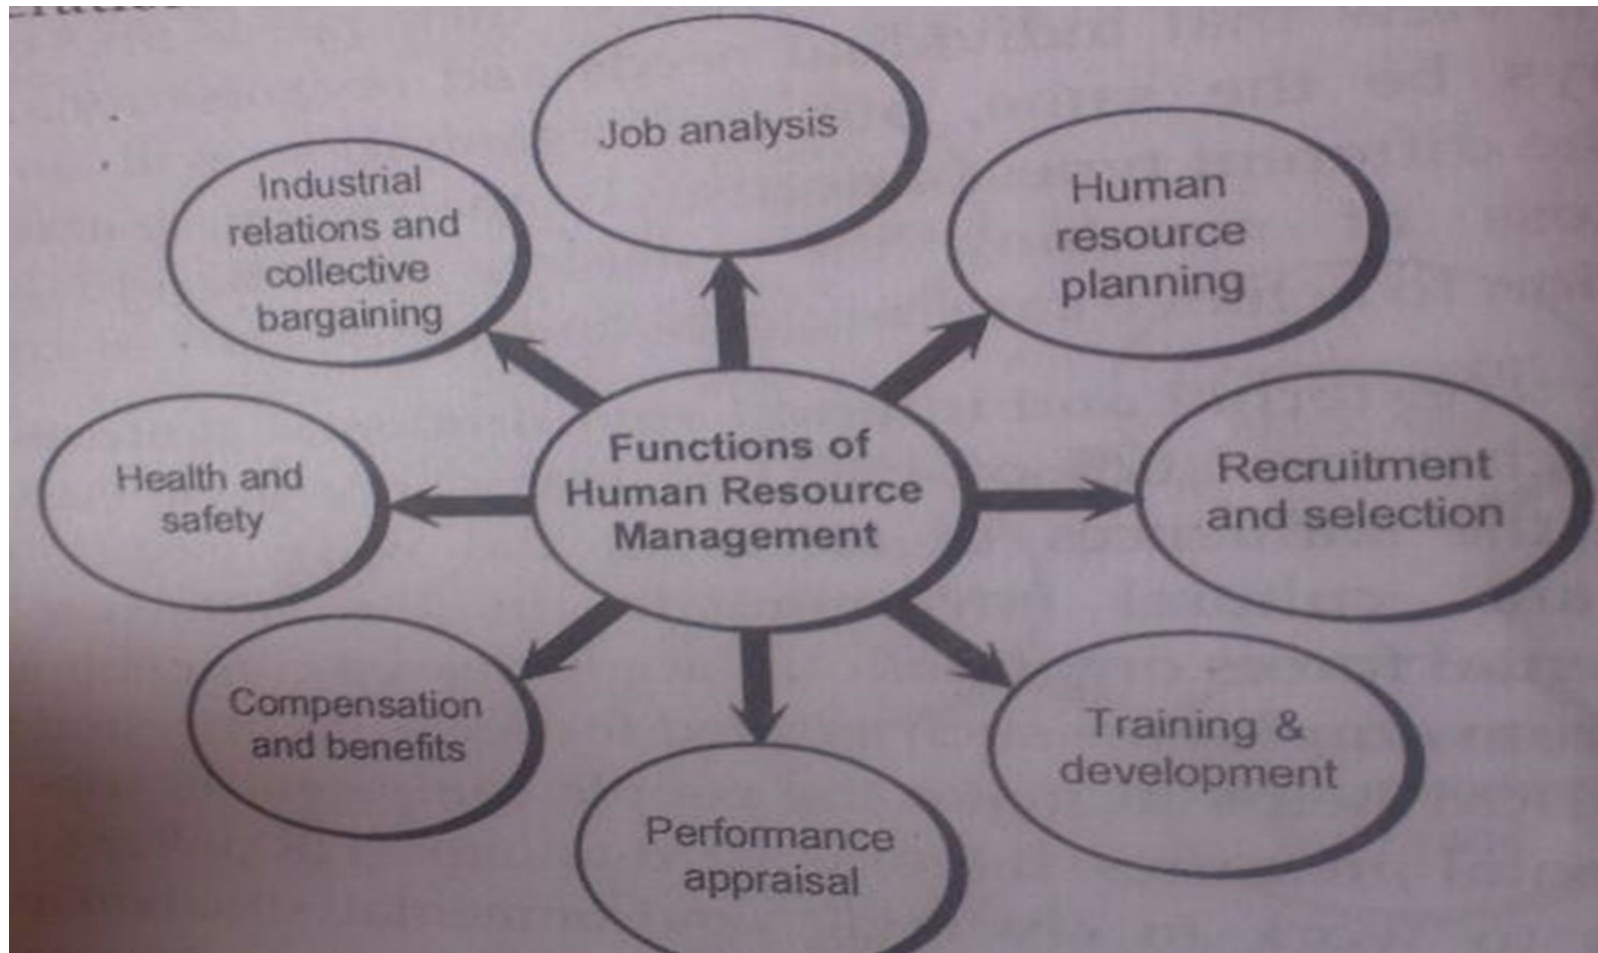 Job analysis
Human
resource
planning
Recruitment
and selection
Training &
development
Performance
appraisal
Compensation
and benefits
Health and
safety
Industrial
relations and
collective
bargaining
Functions of
Human Resource
Management